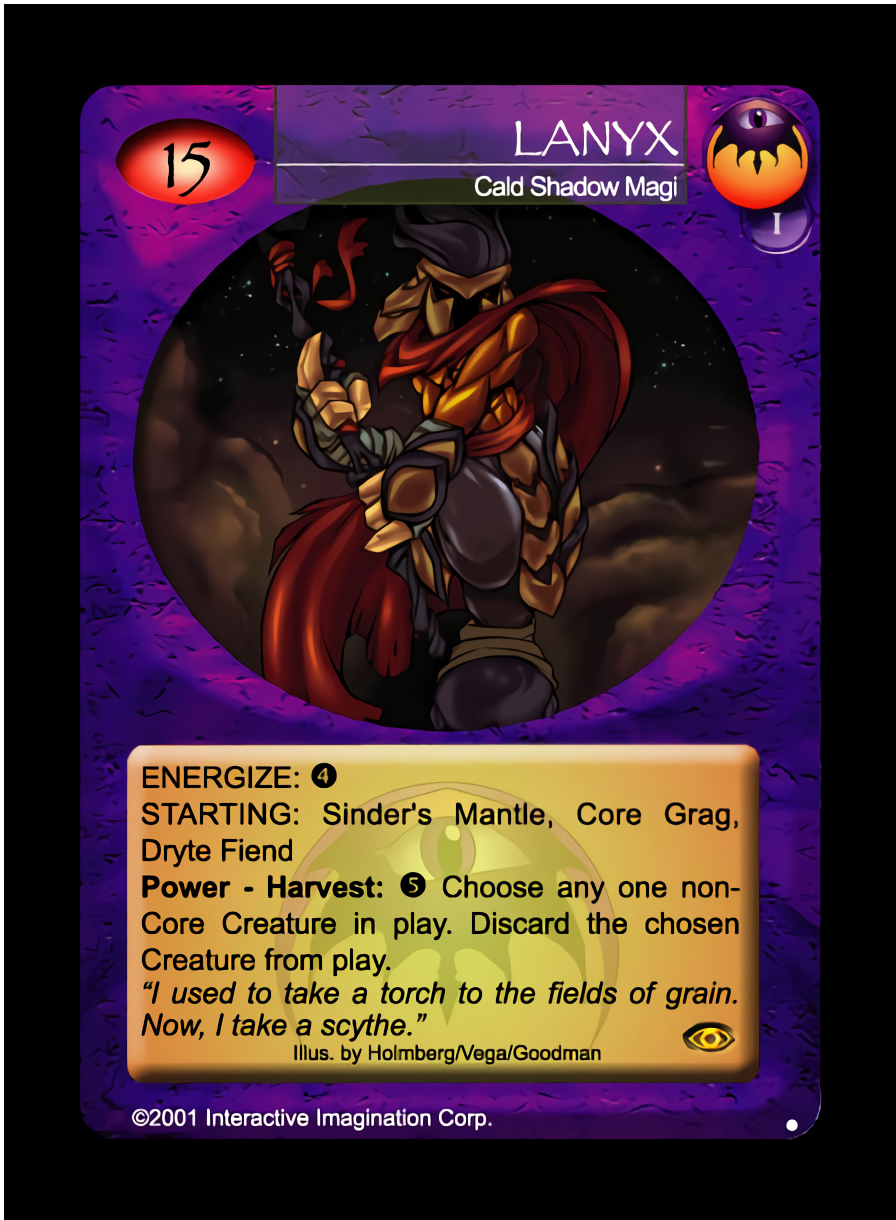 15
LANYX
Cald Shadow Magi
I
ENERGIZE: ❹
STARTING: Sinder's Mantle, Core Grag,
Dryte Fiend
Power - Harvest: ❺ Choose any one non-
Core Creature in play. Discard the chosen
Creature from play.
“I used to take a torch to the fields of grain.
Now, I take a scythe.”
Illus. by Holmberg/Vega/Goodman
©2001 Interactive Imagination Corp.